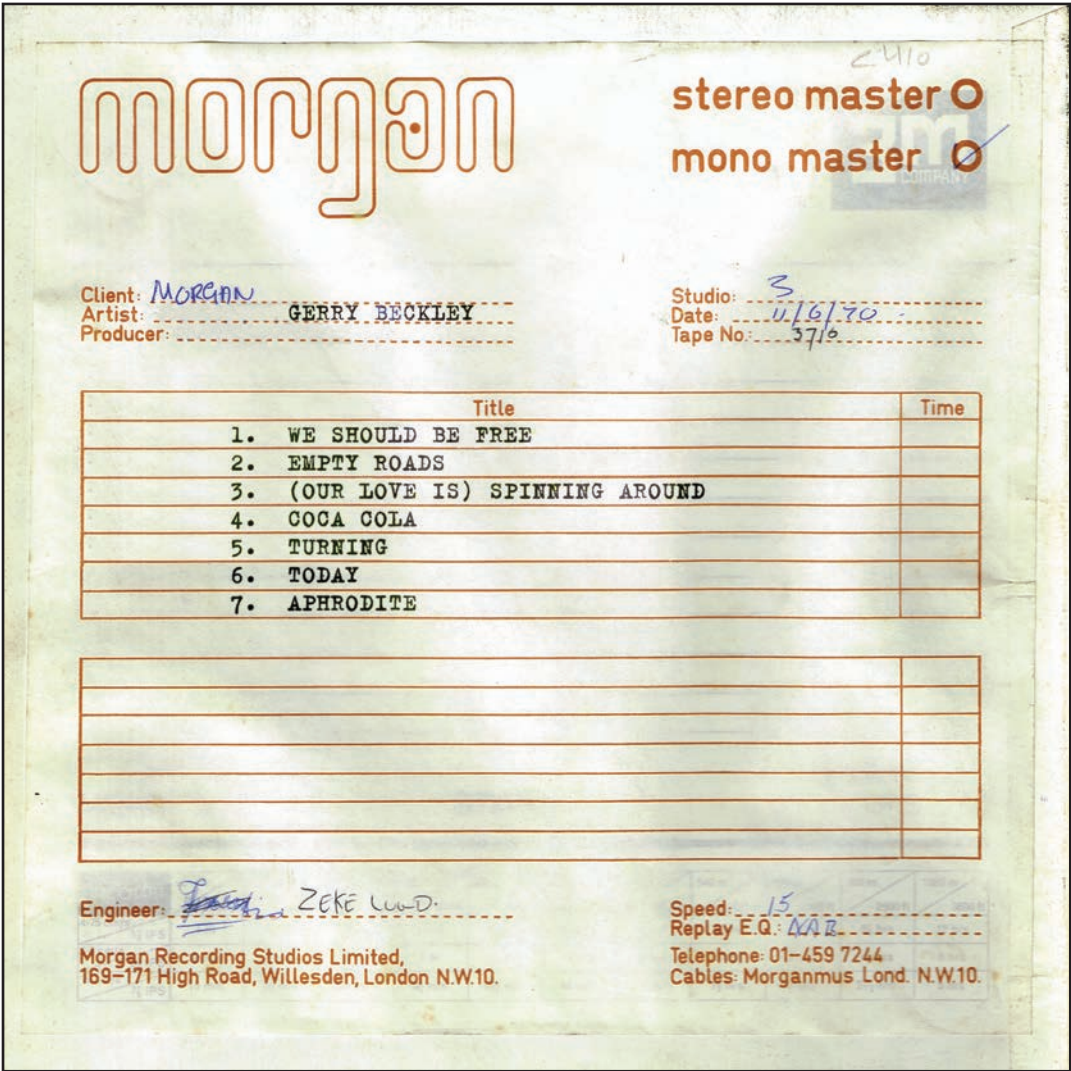 morgan
stereo master
mono master
COMPANY
Client: MORGAN
Artist: GERRY BECKLEY
Producer:
Studio: 3
Date: 11/6/70
Tape No.: 3716
Title Time
1. WE SHOULD BE FREE
2. EMPTY ROADS
3. (OUR LOVE IS) SPINNING AROUND
4. COCA COLA
5. TURNING
6. TODAY
7. APHRODITE
Engineer: ZEKE LUND.
Speed: 15
Replay E.Q.: NAB
Morgan Recording Studios Limited,
169–171 High Road, Willesden, London N.W.10.
Telephone: 01–459 7244
Cables: Morganmus Lond. N.W.10.